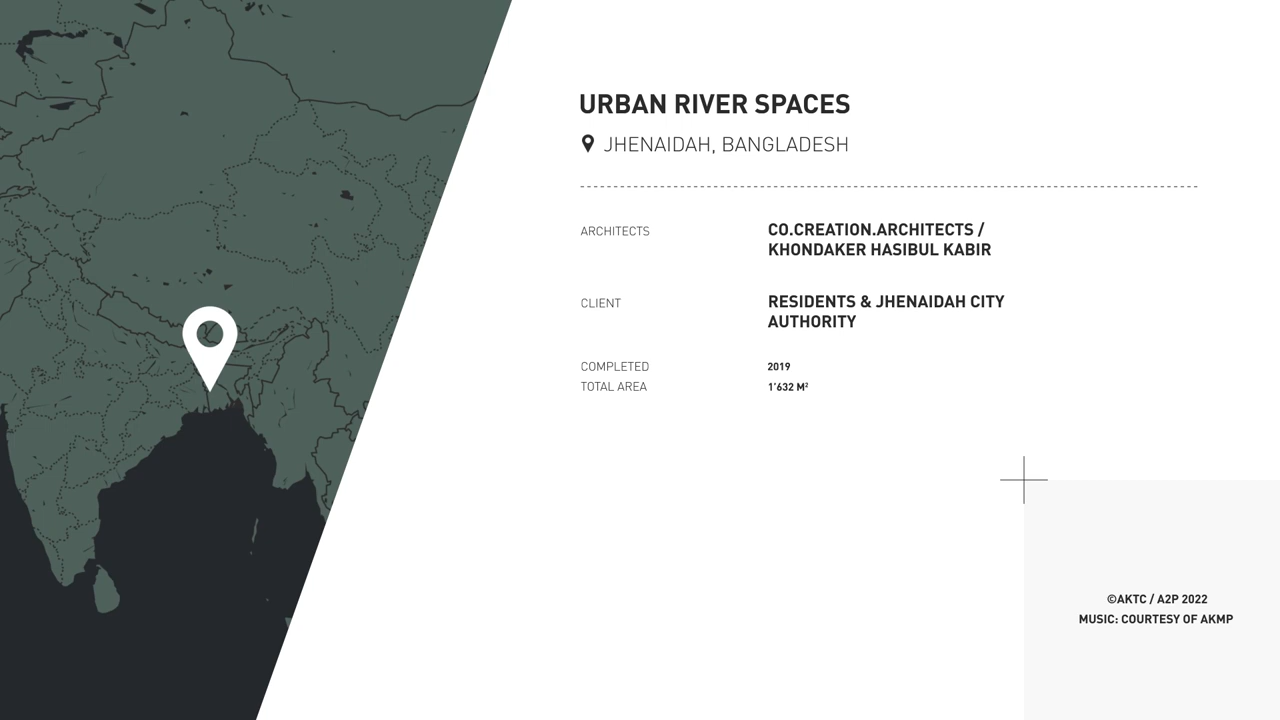 URBAN RIVER SPACES
JHENAIDAH, BANGLADESH
ARCHITECTS
CO.CREATION.ARCHITECTS /
KHONDAKER HASIBUL KABIR
CLIENT
RESIDENTS & JHENAIDAH CITY
AUTHORITY
COMPLETED
2019
TOTAL AREA
1'632 M²
©AKTC / A2P 2022
MUSIC: COURTESY OF AKMP